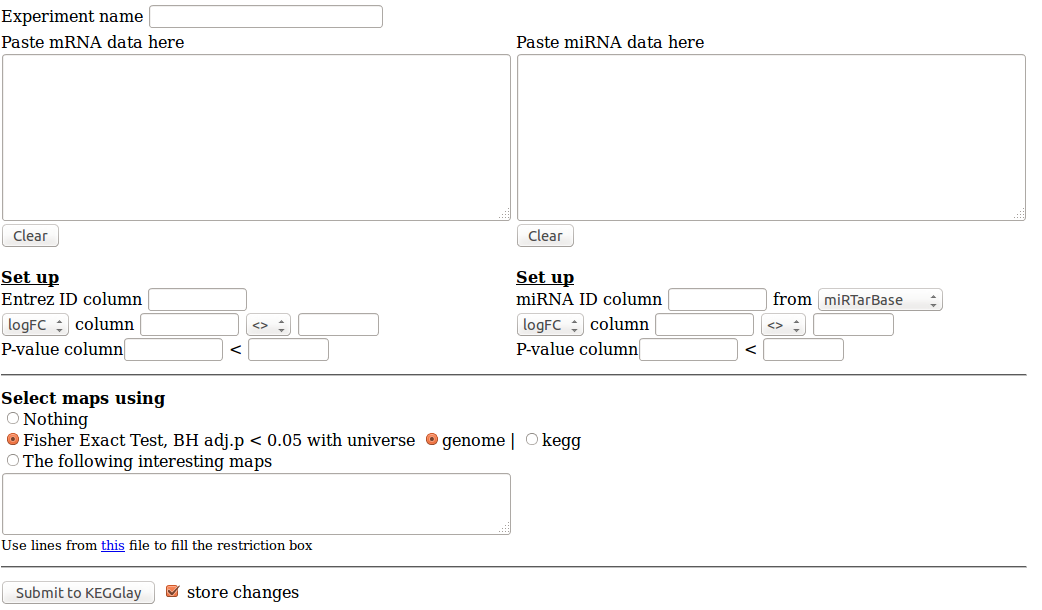 Experiment name
Paste mRNA data here
Paste miRNA data here
Clear
Clear
Set up
Set up
Entrez ID column
miRNA ID column from miRTarBase
logFC column <>
logFC column <>
P-value column <
P-value column <
Select maps using
Nothing
Fisher Exact Test, BH adj.p < 0.05 with universe genome | kegg
The following interesting maps
Use lines from this file to fill the restriction box
Submit to KEGGlay store changes